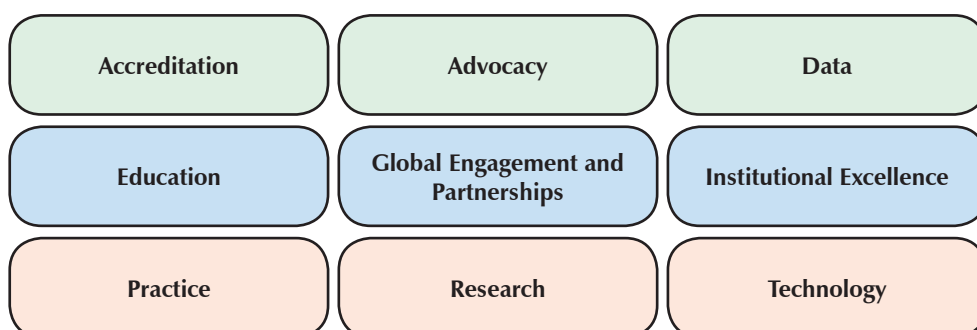 Accreditation
Advocacy
Data
Education
Global Engagement and
Partnerships
Institutional Excellence
Practice
Research
Technology